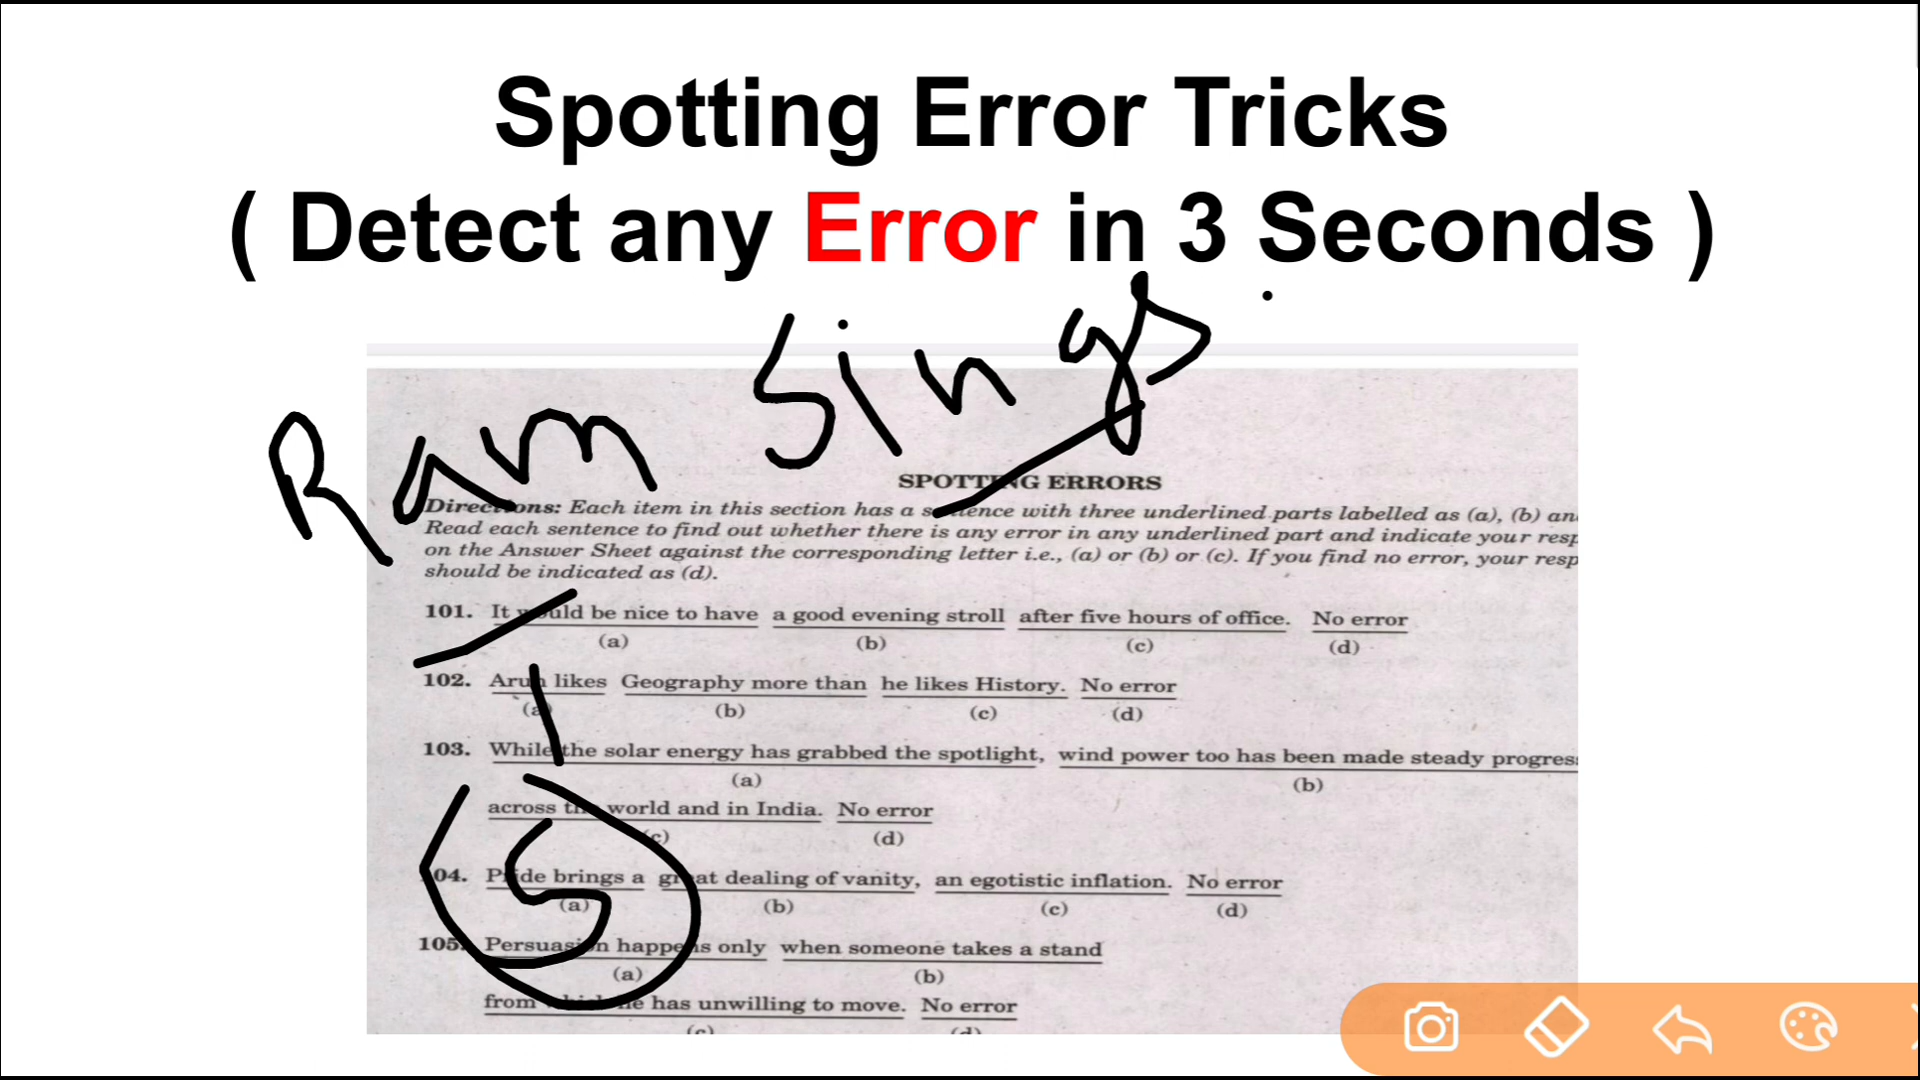 Spotting Error Tricks
( Detect any Error in 3 Seconds )
Ram Sings
SPOTTING ERRORS
Directions: Each item in this section has a sentence with three underlined parts labelled as (a), (b) an
Read each sentence to find out whether there is any error in any underlined part and indicate your resp
on the Answer Sheet against the corresponding letter i.e., (a) or (b) or (c). If you find no error, your resp
should be indicated as (d).
101. It would be nice to have a good evening stroll after five hours of office. No error
(a) (b) (c) (d)
102. Arun likes Geography more than he likes History. No error
(a) (b) (c) (d)
103. While the solar energy has grabbed the spotlight, wind power too has been made steady progres
(a) (b)
across the world and in India. No error
(c) (d)
104. Pride brings a great dealing of vanity, an egotistic inflation. No error
(a) (b) (c) (d)
105. Persuasion happens only when someone takes a stand
(a) (b)
from which he has unwilling to move. No error
(c) (d)
S